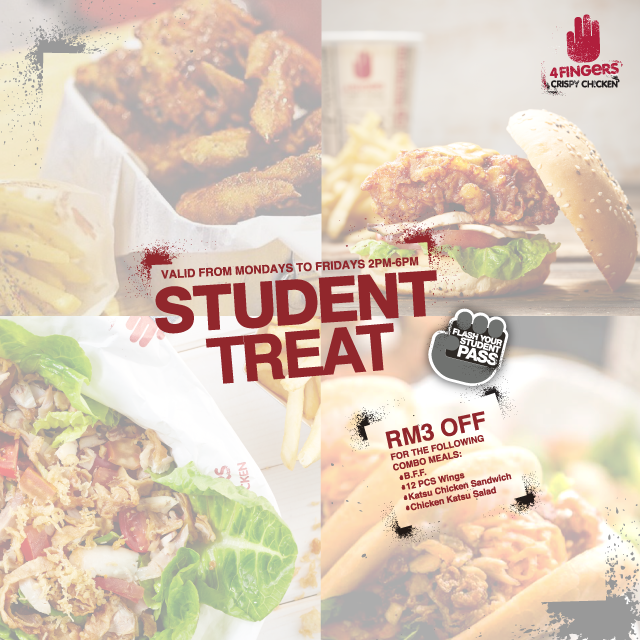 4FINGERS
CRISPY CHICKEN
VALID FROM MONDAYS TO FRIDAYS 2PM-6PM
STUDENT
TREAT
FLASH YOUR
STUDENT
PASS
RM3 OFF
FOR THE FOLLOWING
COMBO MEALS:
•B.F.F.
•12 PCS Wings
•Katsu Chicken Sandwich
•Chicken Katsu Salad